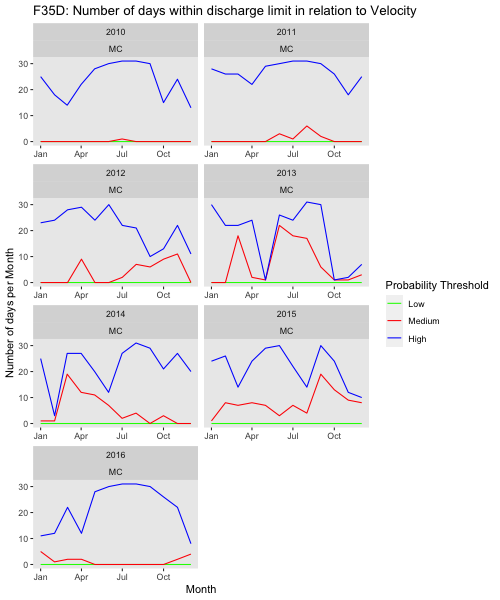 F35D: Number of days within discharge limit in relation to Velocity
2010
2011
MC
MC
30
20
10
0
Jan Apr Jul Oct
Jan Apr Jul Oct
2012
2013
MC
MC
30
20
10
0
Jan Apr Jul Oct
Jan Apr Jul Oct
2014
2015
MC
MC
30
20
10
0
Jan Apr Jul Oct
Jan Apr Jul Oct
2016
MC
30
20
10
0
Jan Apr Jul Oct
Number of days per Month
Month
Probability Threshold
Low
Medium
High